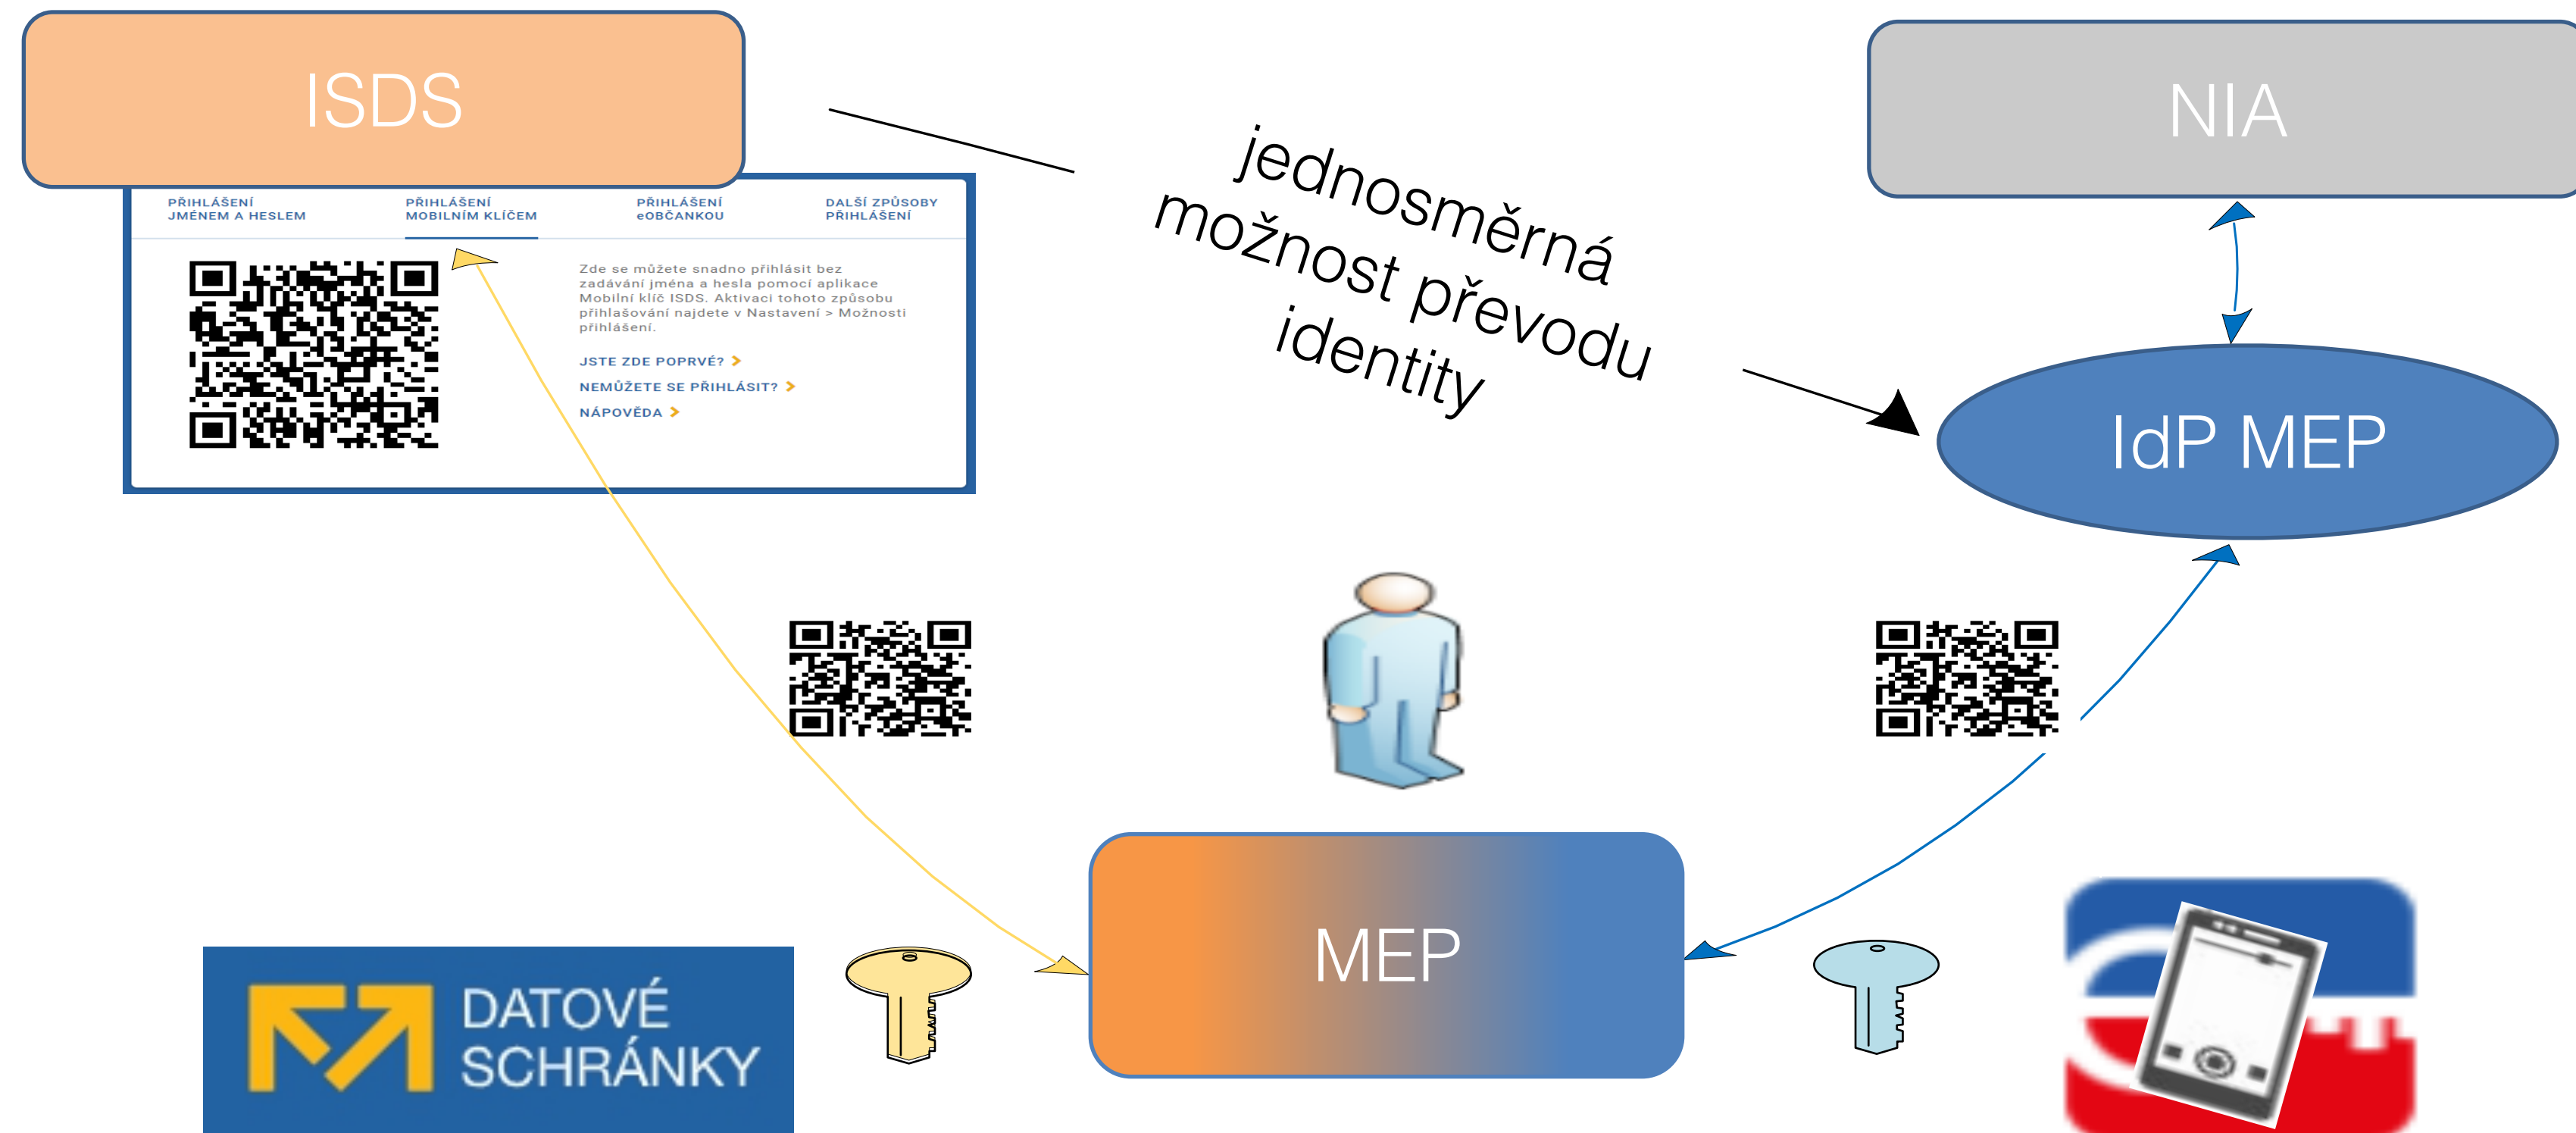 ISDS
NIA
PŘIHLÁŠENÍ
JMÉNEM A HESLEM
PŘIHLÁŠENÍ
MOBILNÍM KLÍČEM
PŘIHLÁŠENÍ
eOBČANKOU
DALŠÍ ZPŮSOBY
PŘIHLÁŠENÍ
Zde se můžete snadno přihlásit bez
zadávání jména a hesla pomocí aplikace
Mobilní klíč ISDS. Aktivaci tohoto způsobu
přihlašování najdete v Nastavení > Možnosti
přihlášení.
JSTE ZDE POPRVÉ? >
NEMŮŽETE SE PŘIHLÁSIT? >
NÁPOVĚDA >
jednosměrná
možnost převodu
identity
IdP MEP
MEP
DATOVÉ
SCHRÁNKY